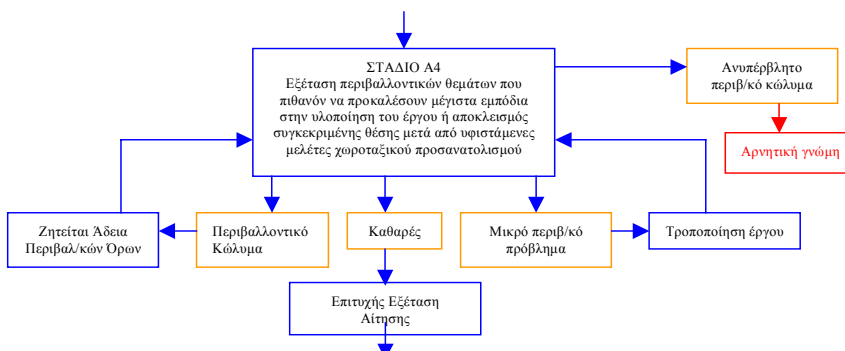 ΣΤΑΔΙΟ Α4
Εξέταση περιβαλλοντικών θεμάτων που
πιθανόν να προκαλέσουν μέγιστα εμπόδια
στην υλοποίηση του έργου ή αποκλεισμός
συγκεκριμένης θέσης μετά από υφιστάμενες
μελέτες χωροταξικού προσανατολισμού
Ανυπέρβλητο
περιβ/κό κώλυμα
Αρνητική γνώμη
Ζητείται Άδεια
Περιβαλ/κών Όρων
Περιβαλλοντικό
Κώλυμα
Καθαρές
Μικρό περιβ/κό
πρόβλημα
Τροποποίηση έργου
Επιτυχής Εξέταση
Αίτησης